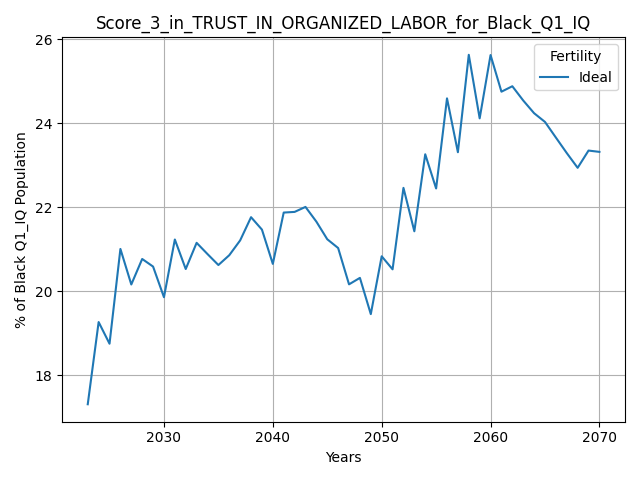 Score_3_in_TRUST_IN_ORGANIZED_LABOR_for_Black_Q1_IQ
26
24
22
20
18
% of Black Q1_IQ Population
Fertility
Ideal
2030
2040
2050
2060
2070
Years